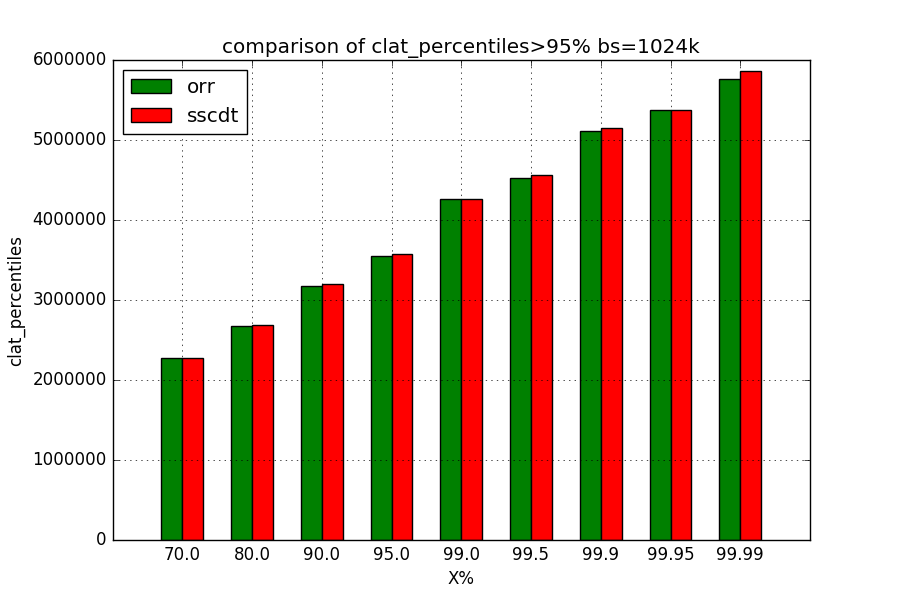 comparison of clat_percentiles>95% bs=1024k
6000000
5000000
4000000
3000000
2000000
1000000
0
clat_percentiles
orr
sscdt
70.0 80.0 90.0 95.0 99.0 99.5 99.9 99.95 99.99
X%